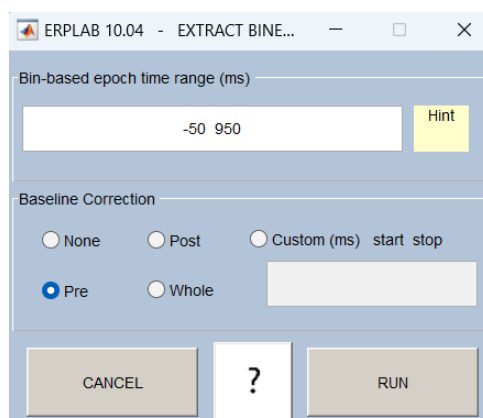 ERPLAB 10.04 - EXTRACT BINE...
Bin-based epoch time range (ms)
-50 950
Hint
Baseline Correction
None Post Custom (ms) start stop
Pre Whole
CANCEL ? RUN